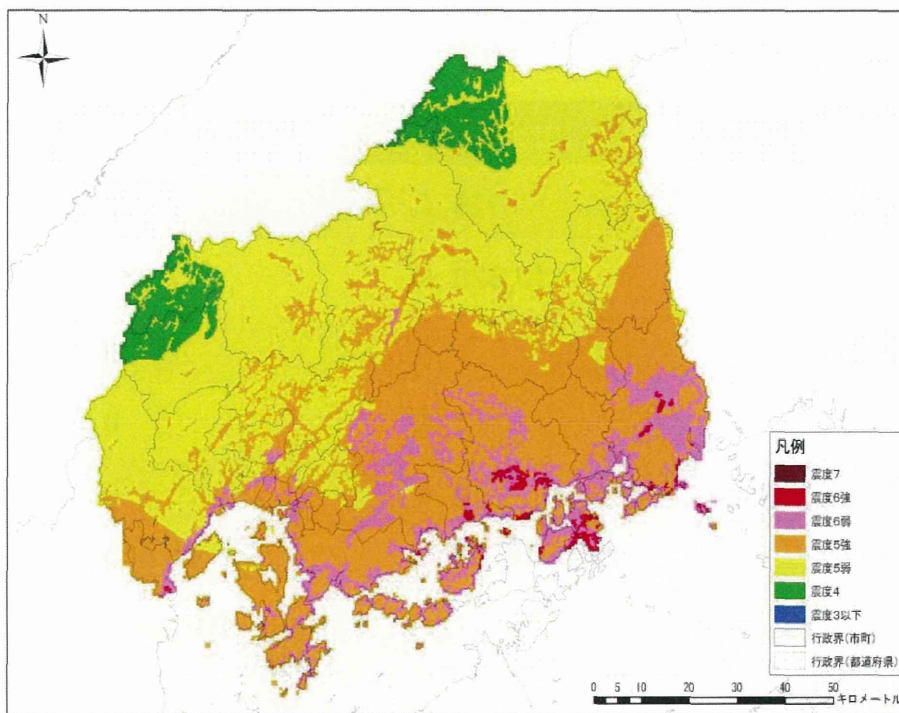 N
凡例
震度7
震度6強
震度6弱
震度5強
震度5弱
震度4
震度3以下
行政界(市町)
行政界(都道府県)
0 5 10 20 30 40 50
キロメートル